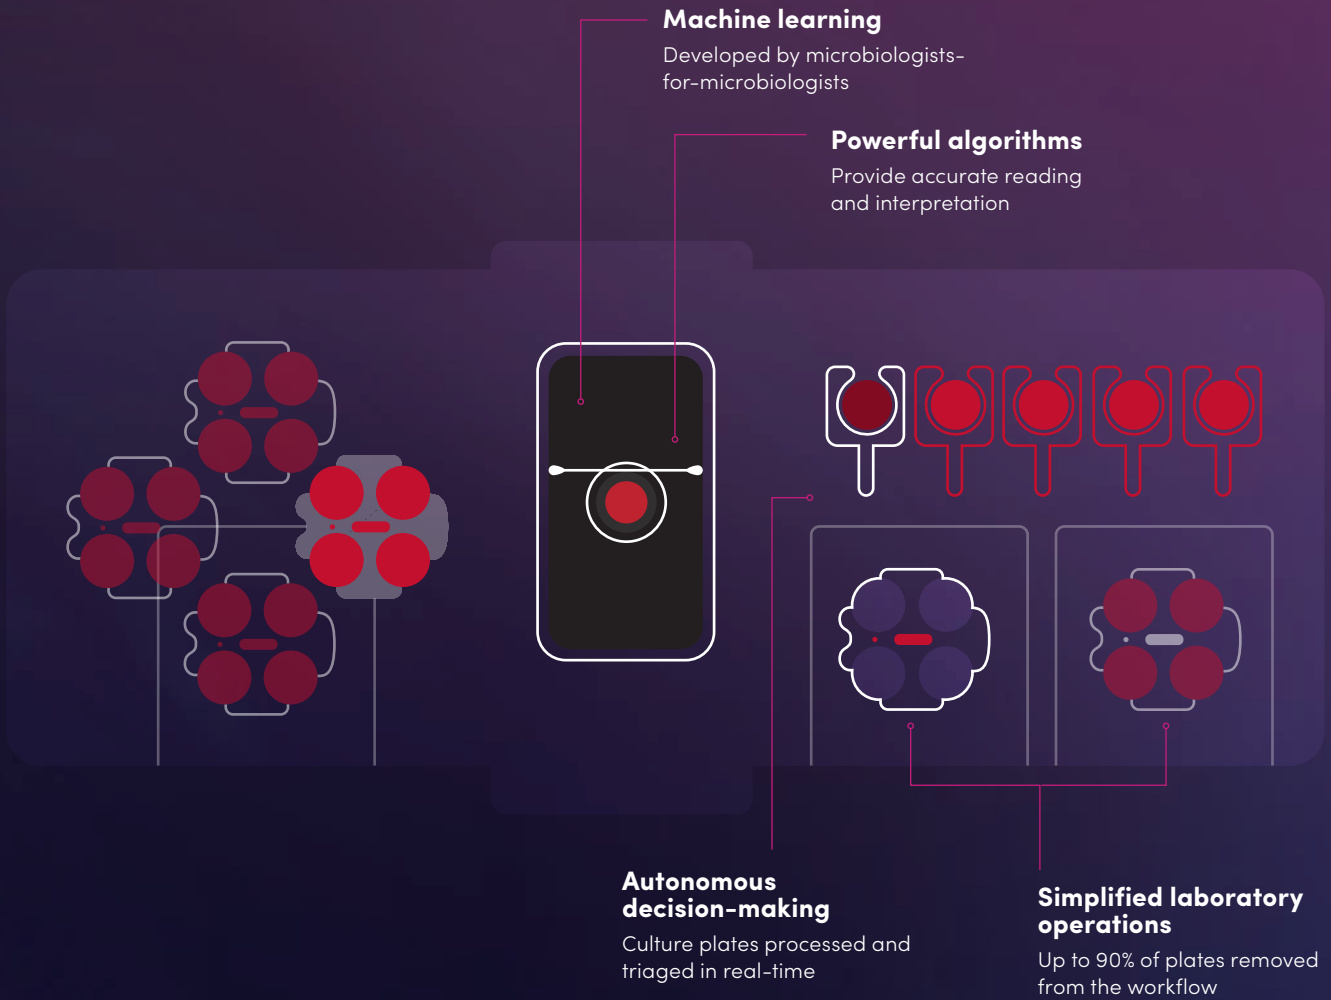 Machine learning
Developed by microbiologists-
for-microbiologists
Powerful algorithms
Provide accurate reading
and interpretation
Autonomous
decision-making
Culture plates processed and
triaged in real-time
Simplified laboratory
operations
Up to 90% of plates removed
from the workflow